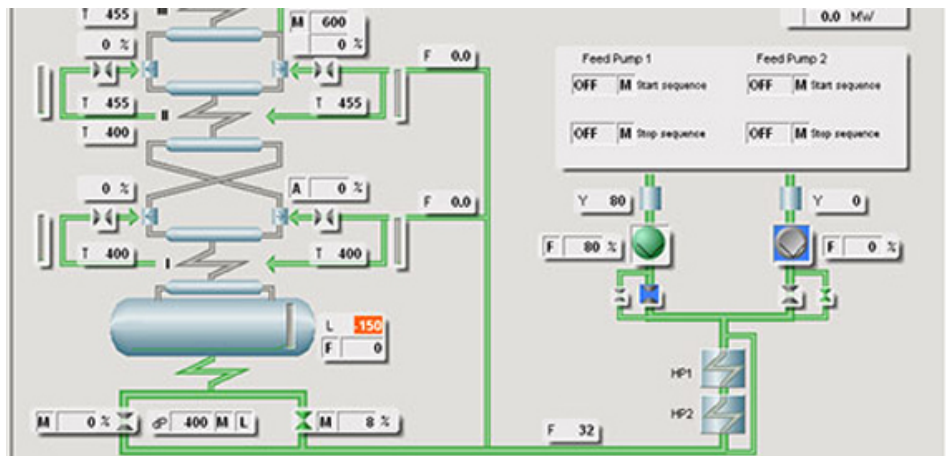 T 455
M 600
0.0 MW
0 %
0 %
F 0.0
Feed Pump 1
Feed Pump 2
OFF M Start sequence
OFF M Start sequence
T 455
II
T 455
T 400
OFF M Stop sequence
OFF M Stop sequence
0 %
A 0 %
F 0.0
Y 80
Y 0
F 80 %
F 0 %
T 400
I
T 400
L -150
F 0
HP1
HP2
M 0 %
400 M L
M 8 %
F 32